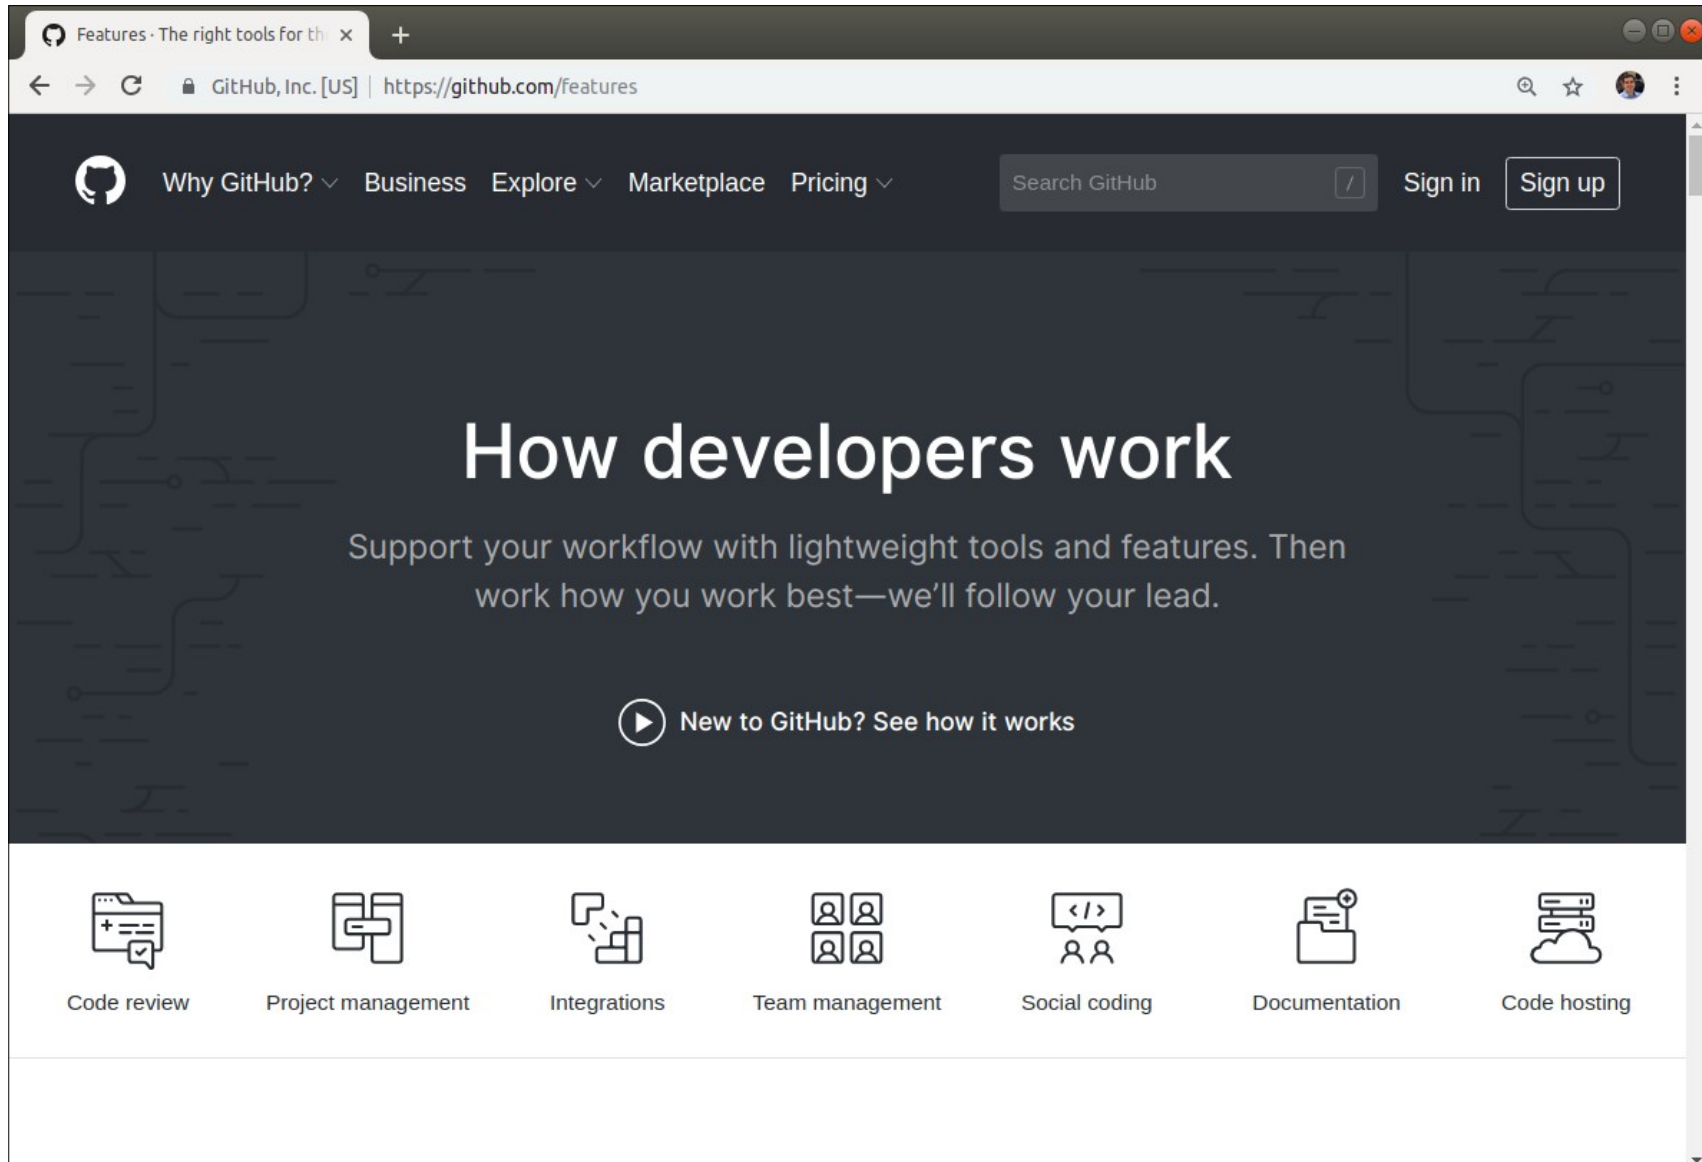 Features · The right tools for th
GitHub, Inc. [US] | https://github.com/features
Why GitHub? Business Explore Marketplace Pricing Search GitHub / Sign in Sign up
How developers work
Support your workflow with lightweight tools and features. Then
work how you work best—we’ll follow your lead.
New to GitHub? See how it works
Code review Project management Integrations Team management Social coding Documentation Code hosting